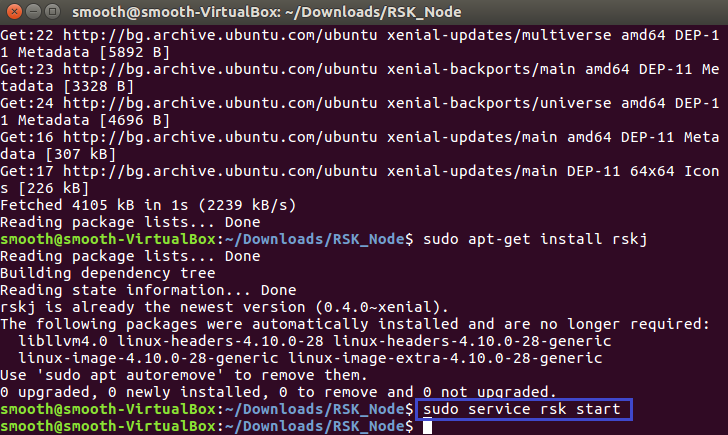 smooth@smooth-VirtualBox: ~/Downloads/RSK_Node
Get:22 http://bg.archive.ubuntu.com/ubuntu xenial-updates/multiverse amd64 DEP-1
1 Metadata [5892 B]
Get:23 http://bg.archive.ubuntu.com/ubuntu xenial-backports/main amd64 DEP-11 Me
tadata [3328 B]
Get:24 http://bg.archive.ubuntu.com/ubuntu xenial-backports/universe amd64 DEP-1
1 Metadata [4696 B]
Get:16 http://bg.archive.ubuntu.com/ubuntu xenial-updates/main amd64 DEP-11 Meta
data [307 kB]
Get:17 http://bg.archive.ubuntu.com/ubuntu xenial-updates/main DEP-11 64x64 Icon
s [226 kB]
Fetched 4105 kB in 1s (2239 kB/s)
Reading package lists... Done
smooth@smooth-VirtualBox:~/Downloads/RSK_Node$ sudo apt-get install rskj
Reading package lists... Done
Building dependency tree
Reading state information... Done
rskj is already the newest version (0.4.0~xenial).
The following packages were automatically installed and are no longer required:
  libllvm4.0 linux-headers-4.10.0-28 linux-headers-4.10.0-28-generic
  linux-image-4.10.0-28-generic linux-image-extra-4.10.0-28-generic
Use 'sudo apt autoremove' to remove them.
0 upgraded, 0 newly installed, 0 to remove and 0 not upgraded.
smooth@smooth-VirtualBox:~/Downloads/RSK_Node$ sudo service rsk start
smooth@smooth-VirtualBox:~/Downloads/RSK_Node$